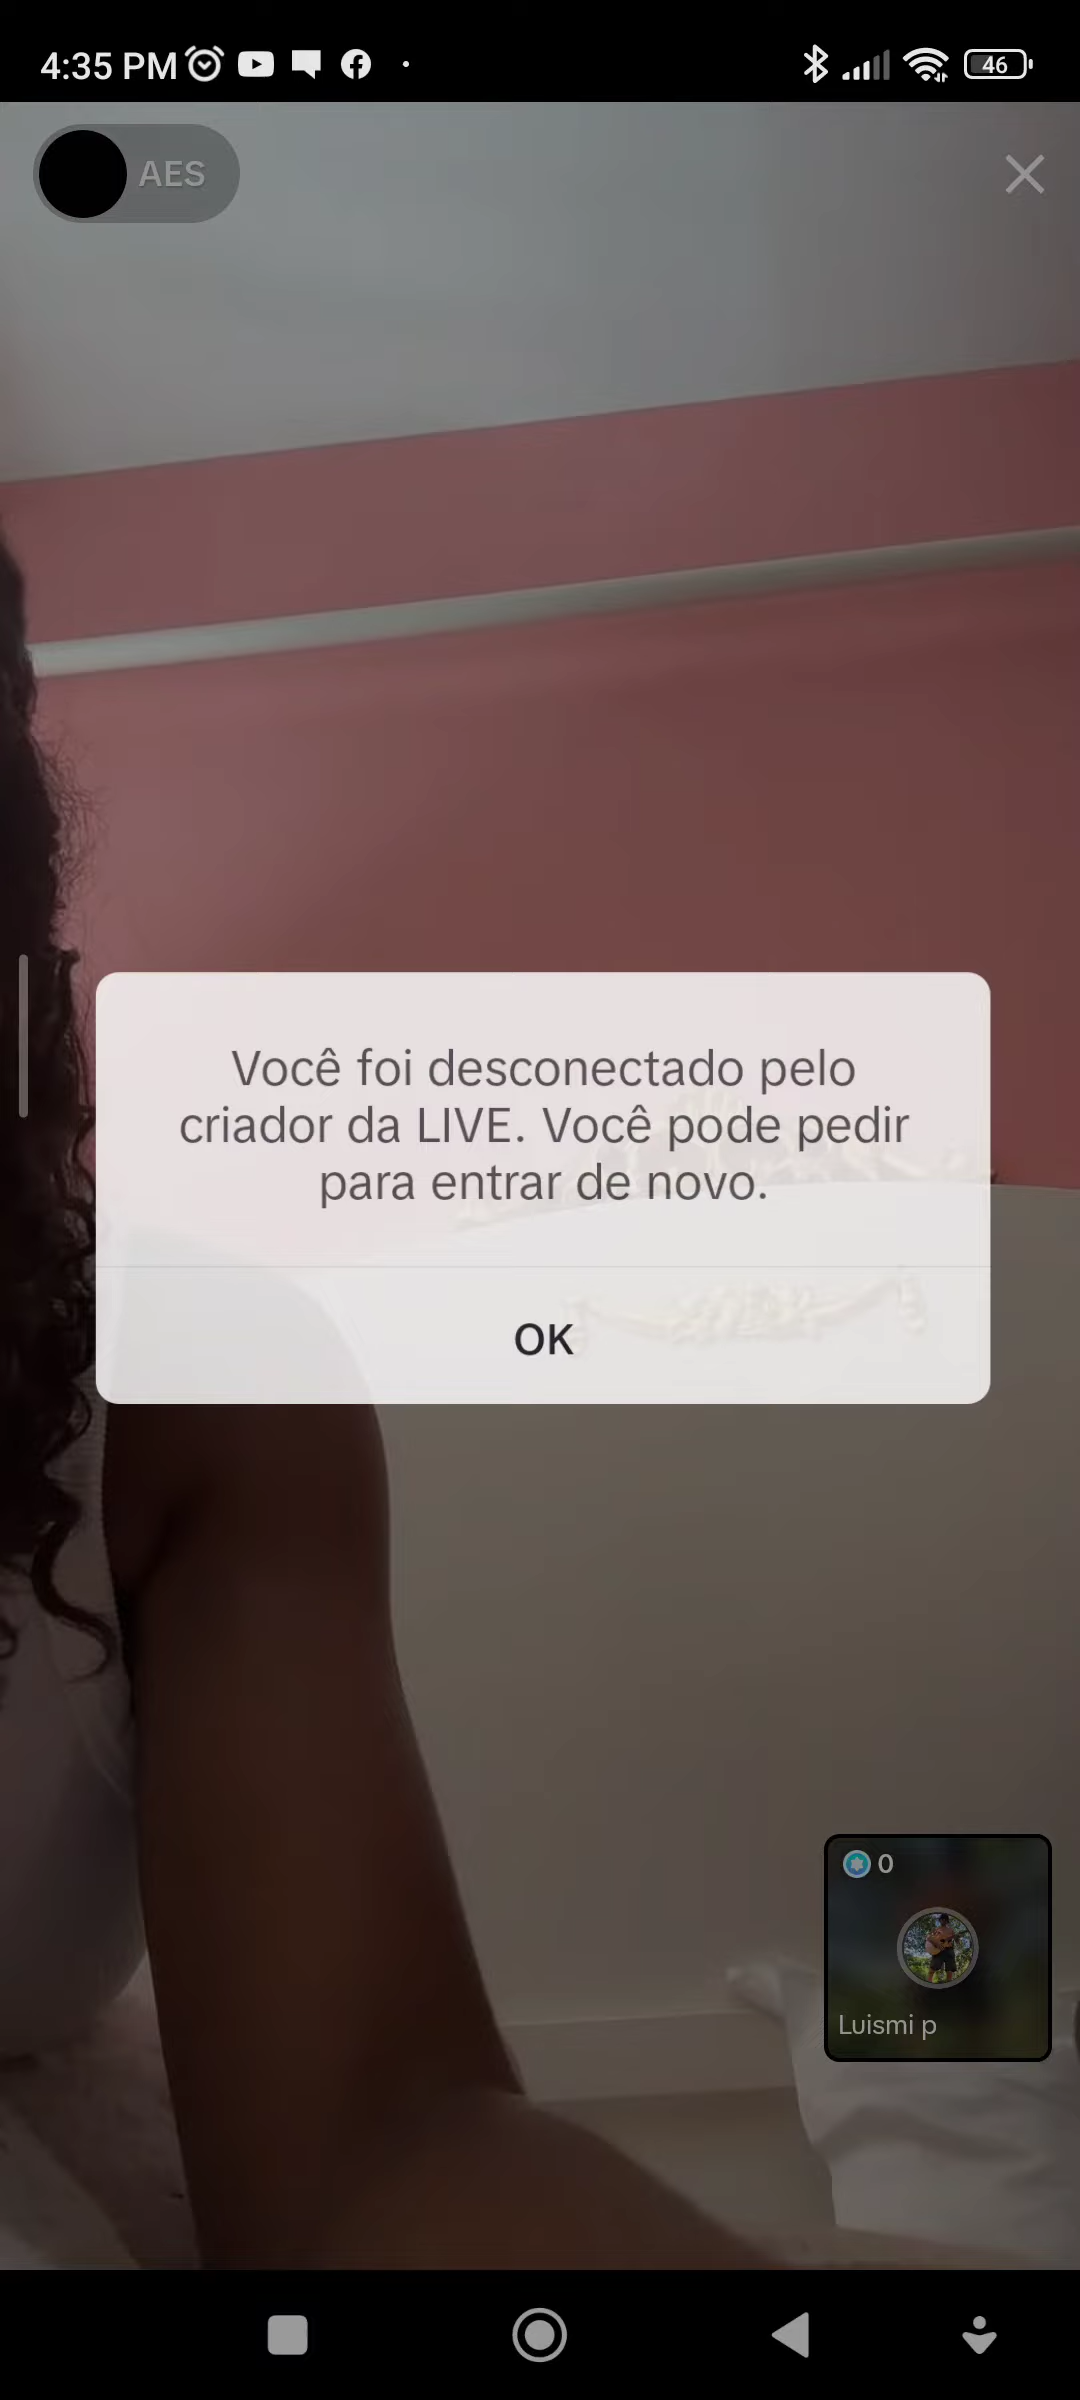 4:35 PM
46
AES
Você foi desconectado pelo
criador da LIVE. Você pode pedir
para entrar de novo.
OK
0
Luismi p